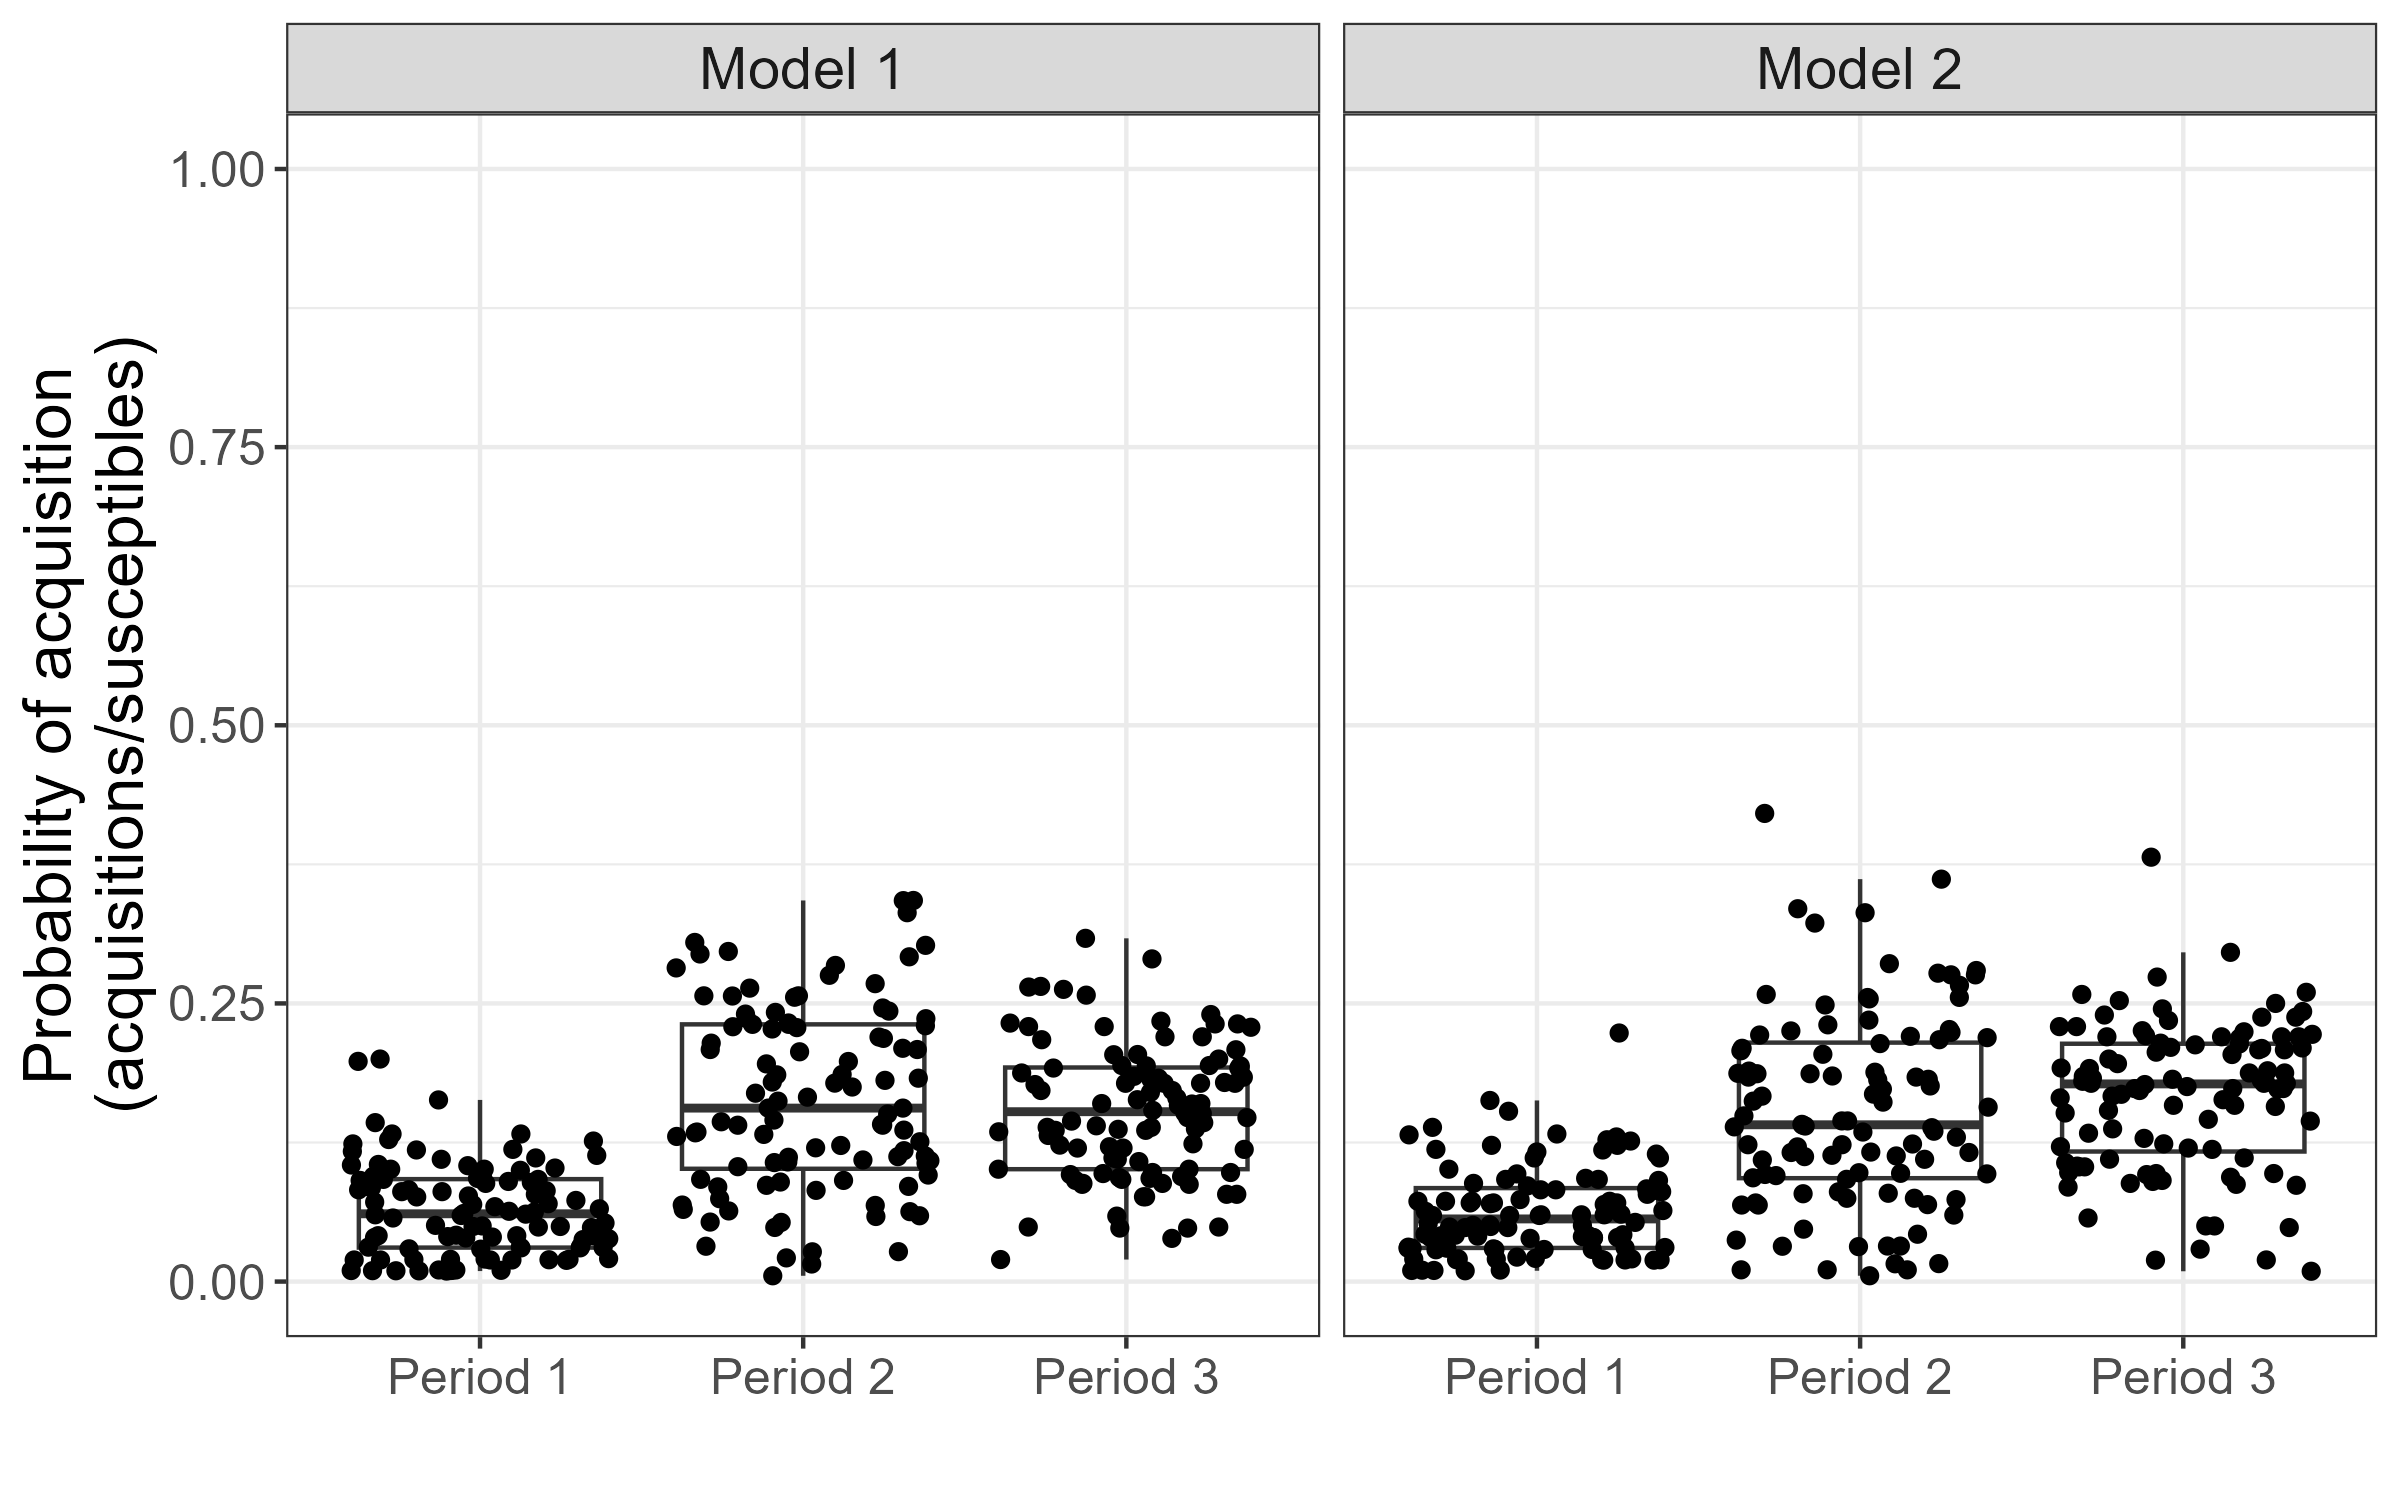 Model 1
Model 2
Probability of acquisition
(acquisitions/susceptibles)
1.00
0.75
0.50
0.25
0.00
Period 1
Period 2
Period 3
Period 1
Period 2
Period 3